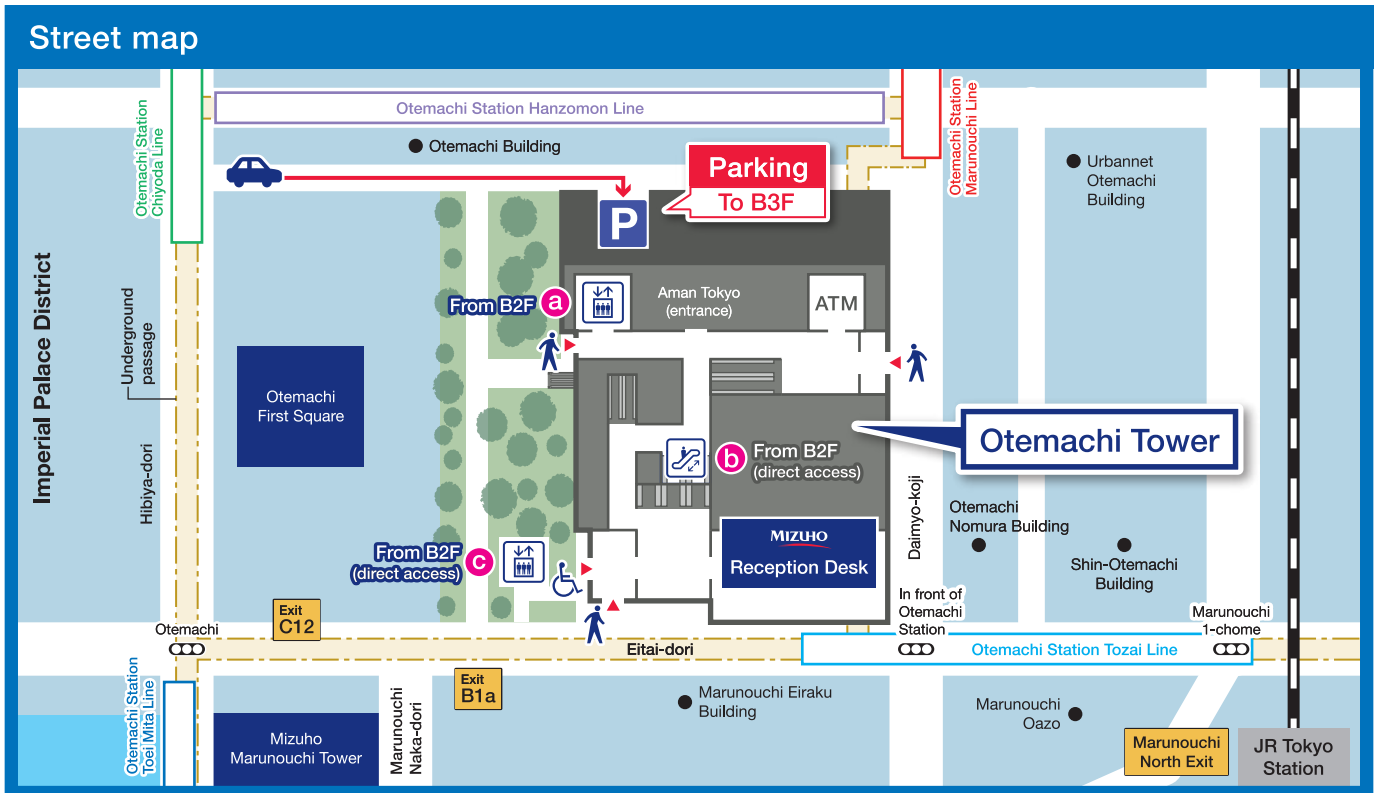 Street map
Otemachi Station
Chiyoda Line
Otemachi Station Hanzomon Line
Otemachi Station
Marunouchi Line
Otemachi Building
Parking
To B3F
P
Urbannet
Otemachi
Building
Imperial Palace District
Underground
passage
Hibiya-dori
From B2F
a
Aman Tokyo
(entrance)
ATM
Otemachi
First Square
Otemachi Tower
b
From B2F
(direct access)
Daimyo-koji
Otemachi
Nomura Building
MIZUHO
Reception Desk
From B2F
(direct access)
c
Shin-Otemachi
Building
Exit
C12
Otemachi
In front of
Otemachi
Station
Marunouchi
1-chome
Eitai-dori
Otemachi Station Tozai Line
Exit
B1a
Otemachi Station
Toei Mita Line
Mizuho
Marunouchi Tower
Marunouchi
Naka-dori
Marunouchi Eiraku
Building
Marunouchi
Oazo
Marunouchi
North Exit
JR Tokyo
Station